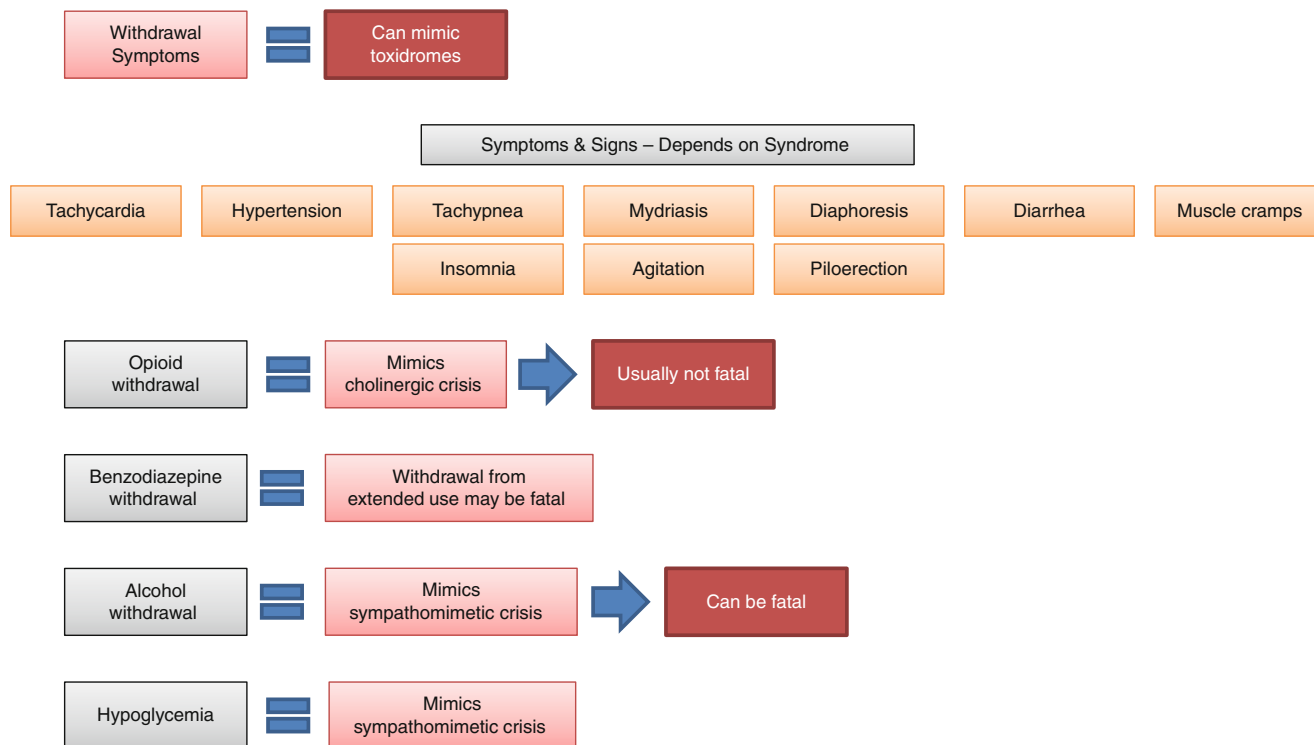 Withdrawal
Symptoms
Can mimic
toxidromes
Symptoms & Signs – Depends on Syndrome
Tachycardia
Hypertension
Tachypnea
Mydriasis
Diaphoresis
Diarrhea
Muscle cramps
Insomnia
Agitation
Piloerection
Opioid
withdrawal
Mimics
cholinergic crisis
Usually not fatal
Benzodiazepine
withdrawal
Withdrawal from
extended use may be fatal
Alcohol
withdrawal
Mimics
sympathomimetic crisis
Can be fatal
Hypoglycemia
Mimics
sympathomimetic crisis